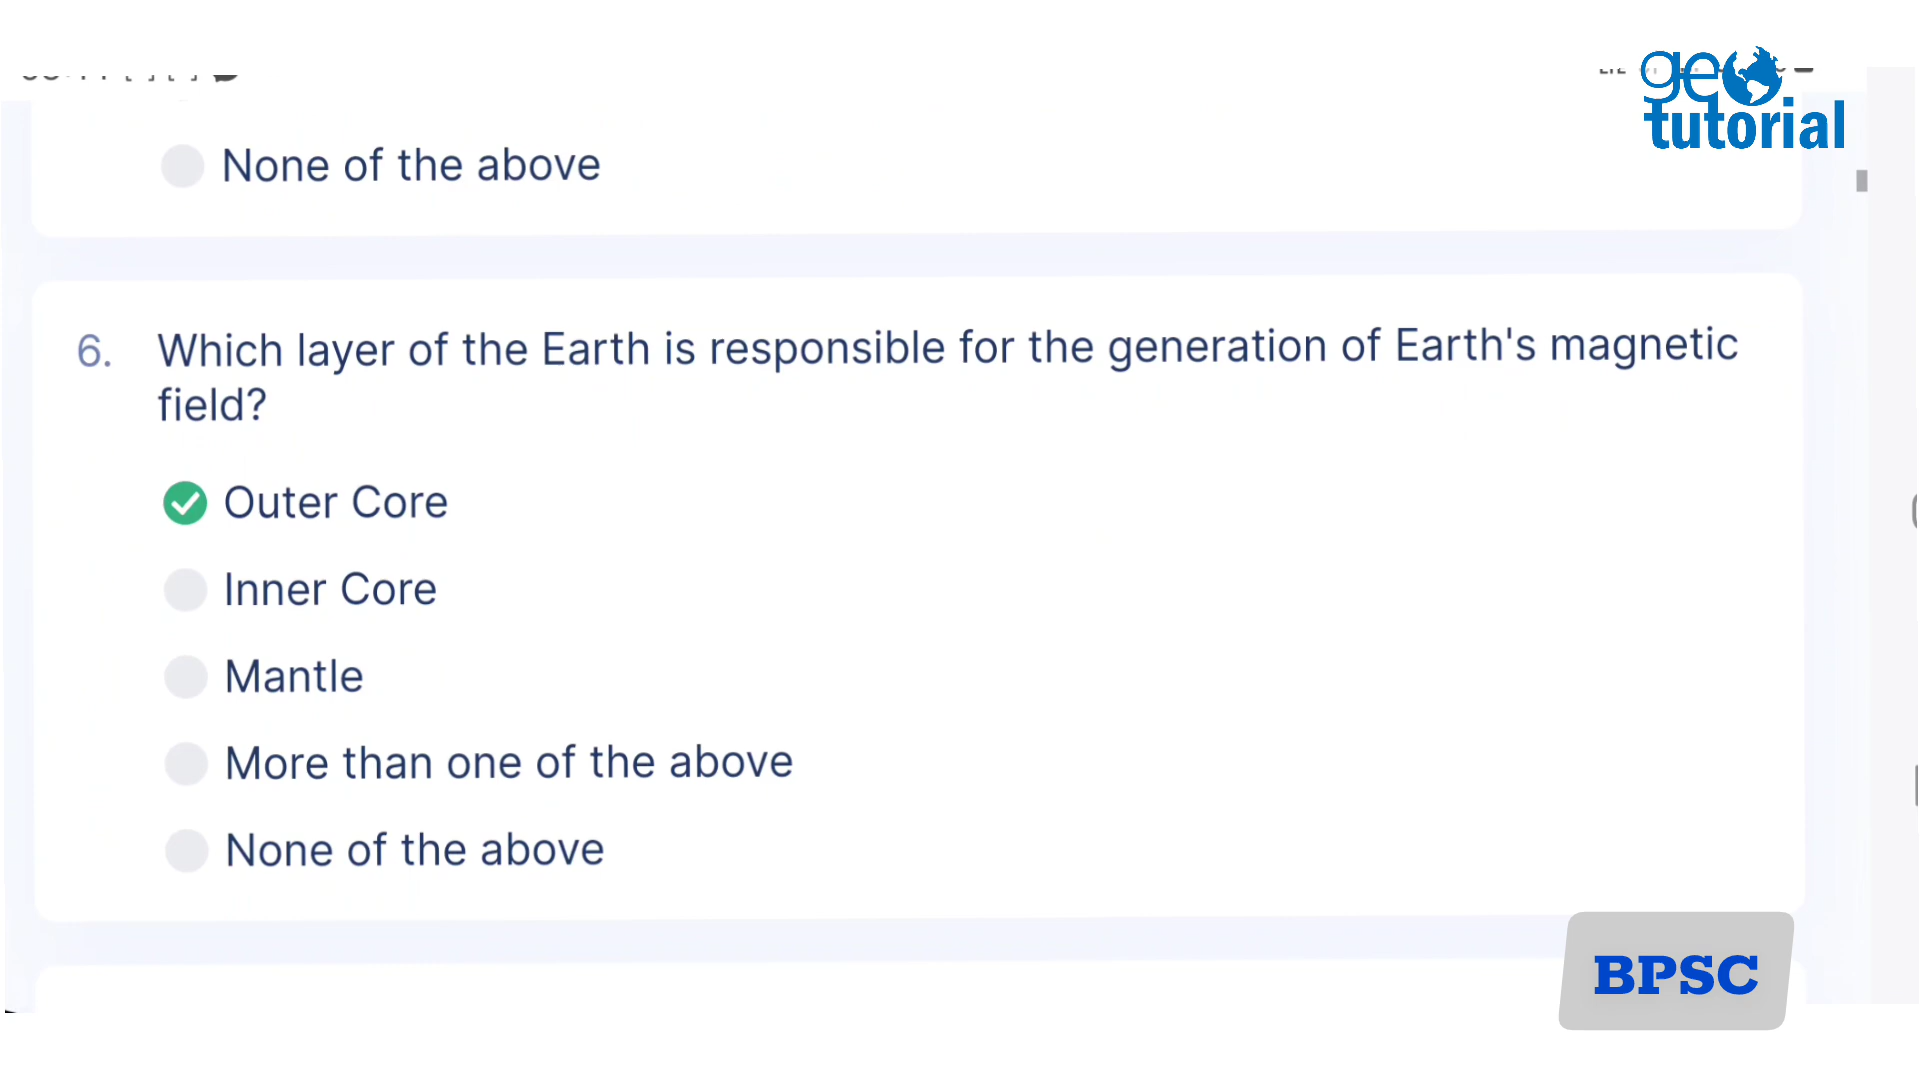 geo
tutorial
None of the above
6. Which layer of the Earth is responsible for the generation of Earth's magnetic
field?
Outer Core
Inner Core
Mantle
More than one of the above
None of the above
BPSC